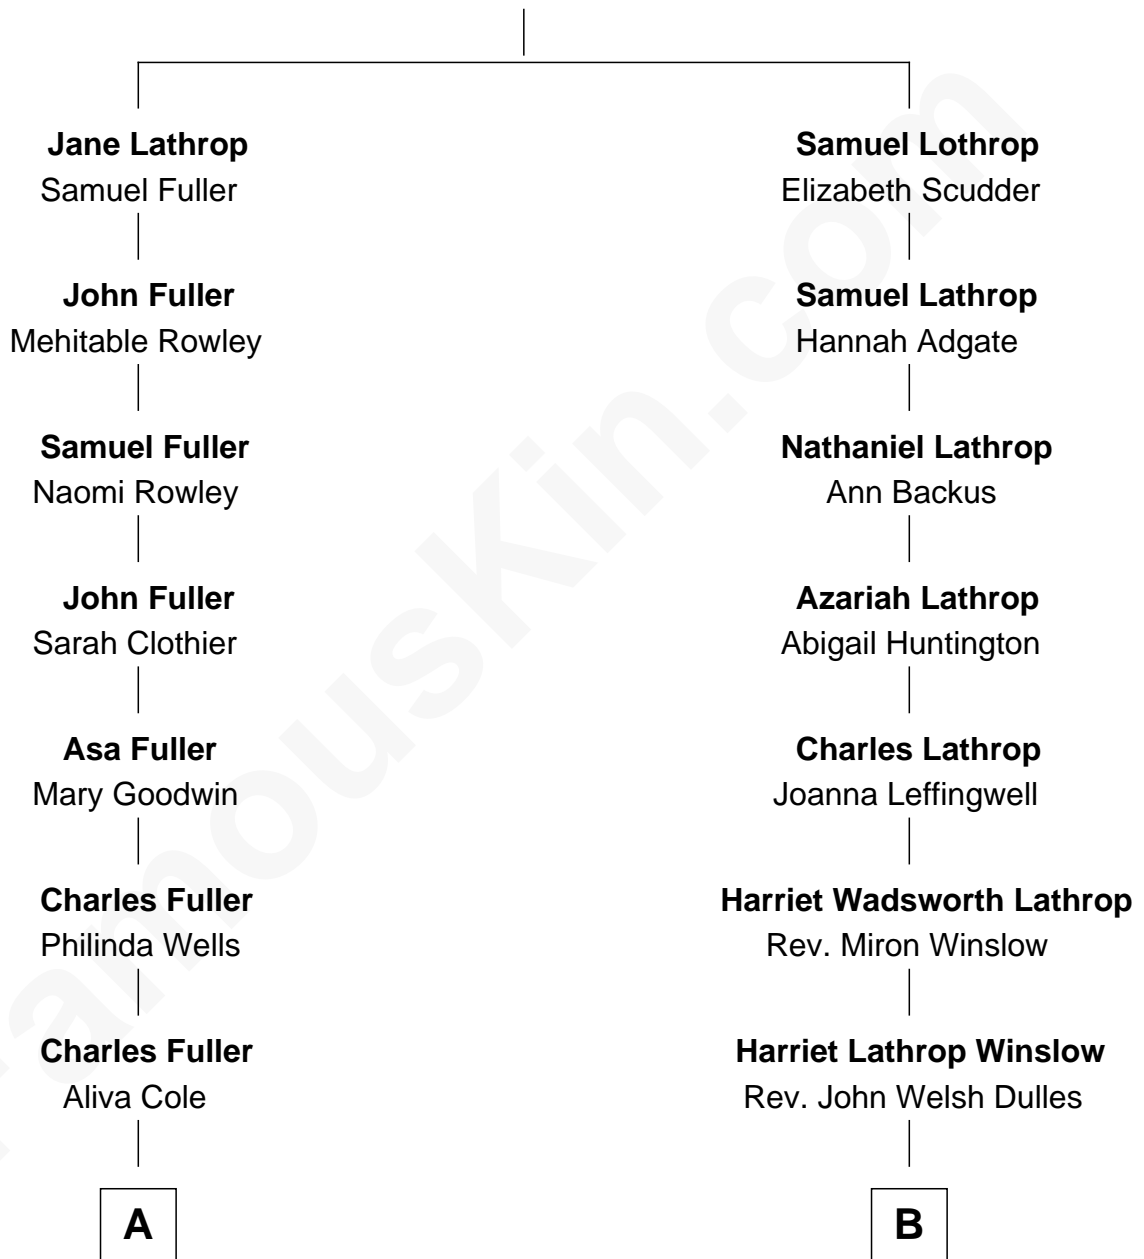 Jane Lathrop
Samuel Fuller
John Fuller
Mehitable Rowley
Samuel Fuller
Naomi Rowley
John Fuller
Sarah Clothier
Asa Fuller
Mary Goodwin
Charles Fuller
Philinda Wells
Charles Fuller
Aliva Cole
A
Samuel Lothrop
Elizabeth Scudder
Samuel Lathrop
Hannah Adgate
Nathaniel Lathrop
Ann Backus
Azariah Lathrop
Abigail Huntington
Charles Lathrop
Joanna Leffingwell
Harriet Wadsworth Lathrop
Rev. Miron Winslow
Harriet Lathrop Winslow
Rev. John Welsh Dulles
B
FamousKin.com